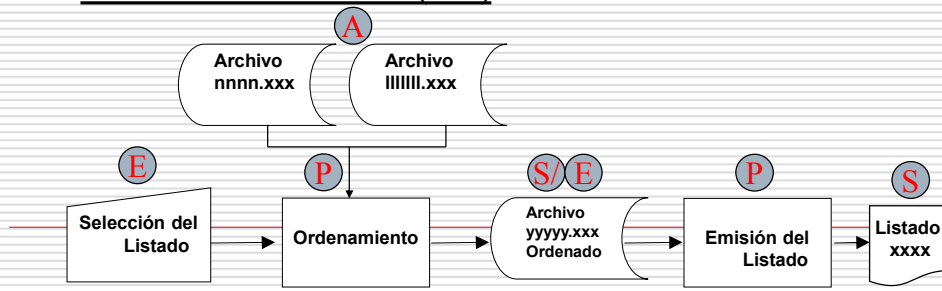 A
Archivo
nnnn.xxx
Archivo
lllllll.xxx
E
P
S/
E
P
S
Selección del
Listado
Ordenamiento
Archivo
yyyyy.xxx
Ordenado
Emisión del
Listado
Listado
xxxx